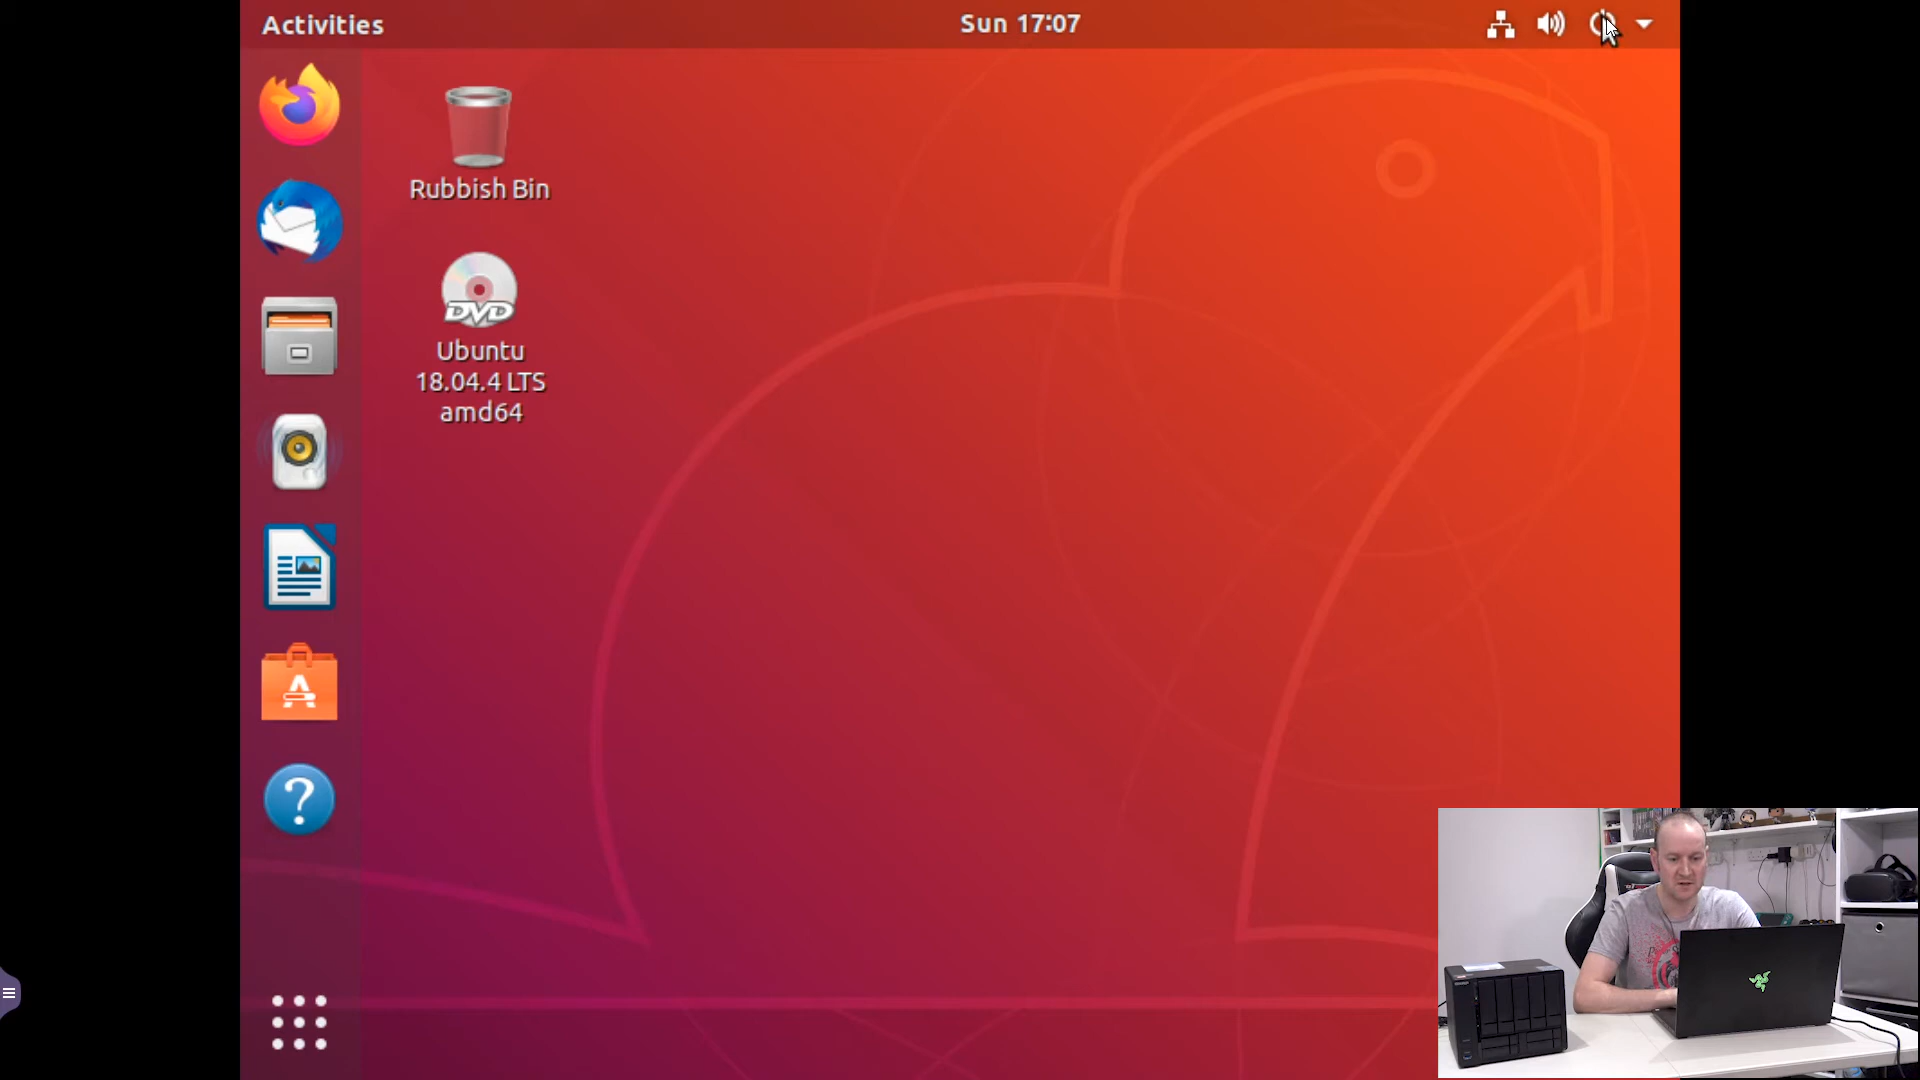 Activities
Sun 17:07
Rubbish Bin
DVD
Ubuntu
18.04.4 LTS
amd64